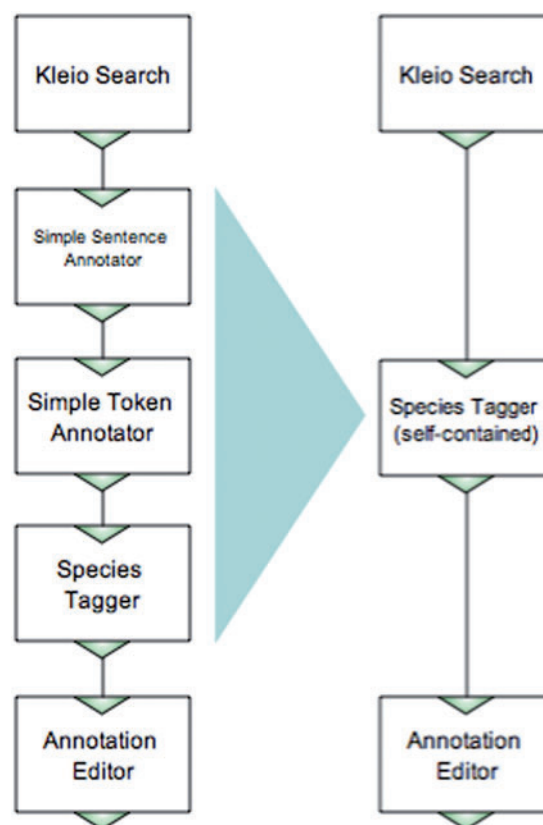 Kleio Search
Simple Sentence
Annotator
Simple Token
Annotator
Species
Tagger
Annotation
Editor
Kleio Search
Species Tagger
(self-contained)
Annotation
Editor